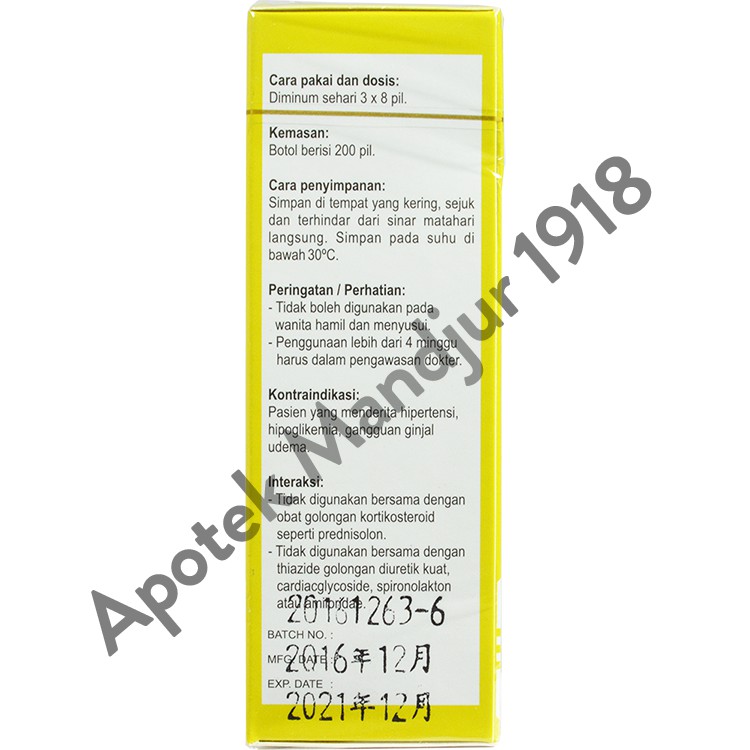 Cara pakai dan dosis:
Diminum sehari 3 x 8 pil.
Kemasan:
Botol berisi 200 pil.
Cara penyimpanan:
Simpan di tempat yang kering, sejuk
dan terhindar dari sinar matahari
langsung. Simpan pada suhu di
bawah 30ºC.
Peringatan / Perhatian:
- Tidak boleh digunakan pada
wanita hamil dan menyusui.
- Penggunaan lebih dari 4 minggu
harus dalam pengawasan dokter.
Kontraindikasi:
Pasien yang menderita hipertensi,
hipoglikemia, gangguan ginjal
udema.
Interaksi:
- Tidak digunakan bersama dengan
obat golongan kortikosteroid
seperti prednisolon.
- Tidak digunakan bersama dengan
thiazide golongan diuretik kuat,
cardiacglycoside, spironolakton
atau
20161263-6
BATCH NO. :
MFG. DATE : 2016年12月
EXP. DATE :
2021年12月
Apotek Mandjur 1918